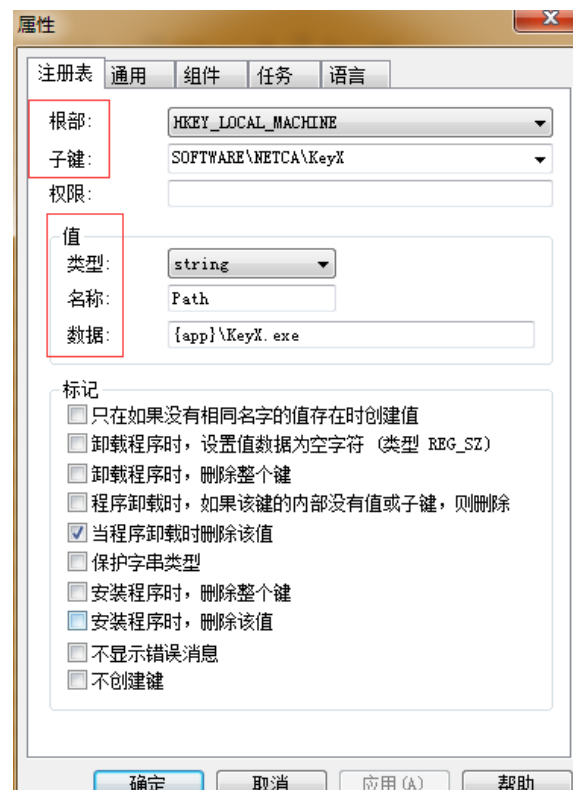 属性
注册表 通用 组件 任务 语言
根部: HKEY_LOCAL_MACHINE
子键: SOFTWARE\NETCA\KeyX
权限:
值
类型: string
名称: Path
数据: {app}\KeyX.exe
标记
只在如果没有相同名字的值存在时创建值
卸载程序时，设置值数据为空字符 (类型 REG_SZ)
卸载程序时，删除整个键
程序卸载时，如果该键的内部没有值或子键，则删除
当程序卸载时删除该值
保护字串类型
安装程序时，删除整个键
安装程序时，删除该值
不显示错误消息
不创建键
确定 取消 应用(A) 帮助